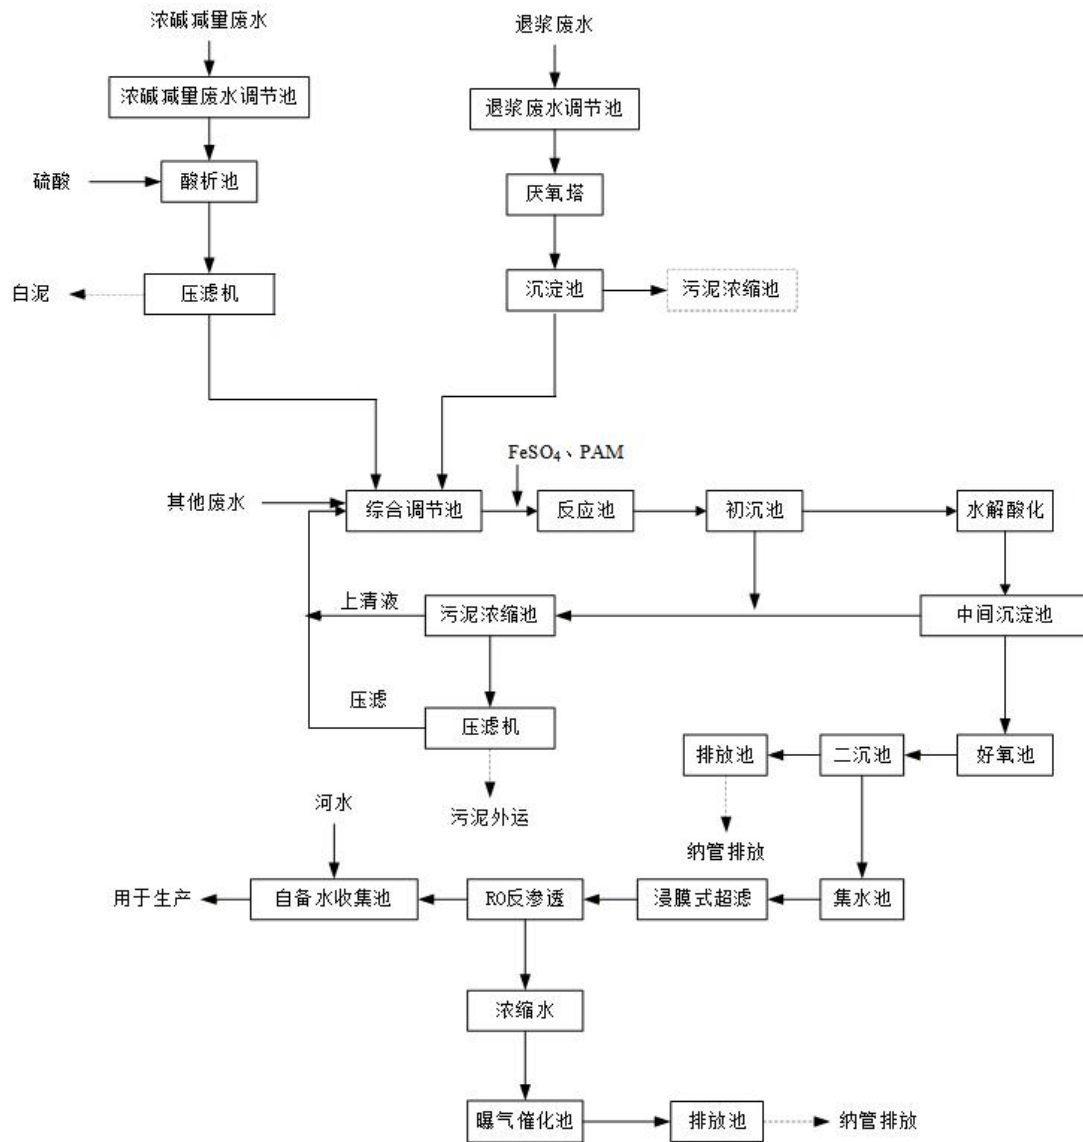 浓碱减量废水
退浆废水
浓碱减量废水调节池
退浆废水调节池
硫酸
酸析池
厌氧塔
白泥
压滤机
沉淀池
污泥浓缩池
FeSO₄、PAM
其他废水
综合调节池
反应池
初沉池
水解酸化
上清液
污泥浓缩池
中间沉淀池
压滤
压滤机
排放池
二沉池
好氧池
河水
污泥外运
纳管排放
用于生产
自备水收集池
RO反渗透
浸膜式超滤
集水池
浓缩水
曝气催化池
排放池
纳管排放